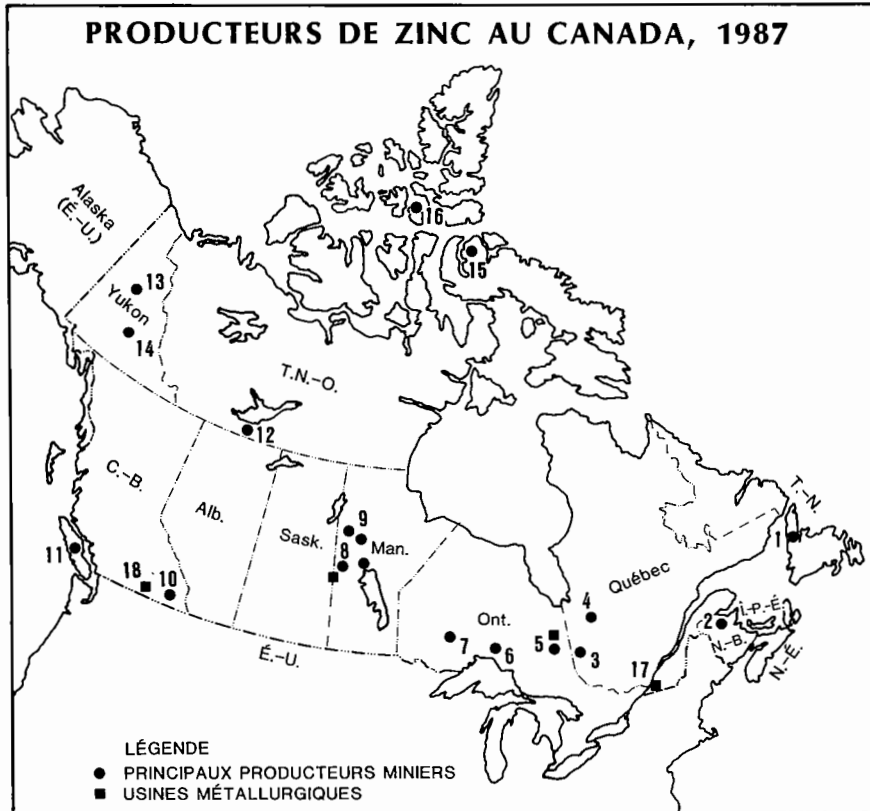 PRODUCTEURS DE ZINC AU CANADA, 1987
Alaska
(É.-U.)
16
15
13
Yukon
14
T.N.-O.
12
C.-B.
Alb.
Sask.
9
8
Man.
11
18
10
É.-U.
Ont.
7
6
5
4
3
Québec
17
T.-N.
1
2
Î.-P.-É.
N.-B.
N.-É.
LÉGENDE
● PRINCIPAUX PRODUCTEURS MINIERS
■ USINES MÉTALLURGIQUES